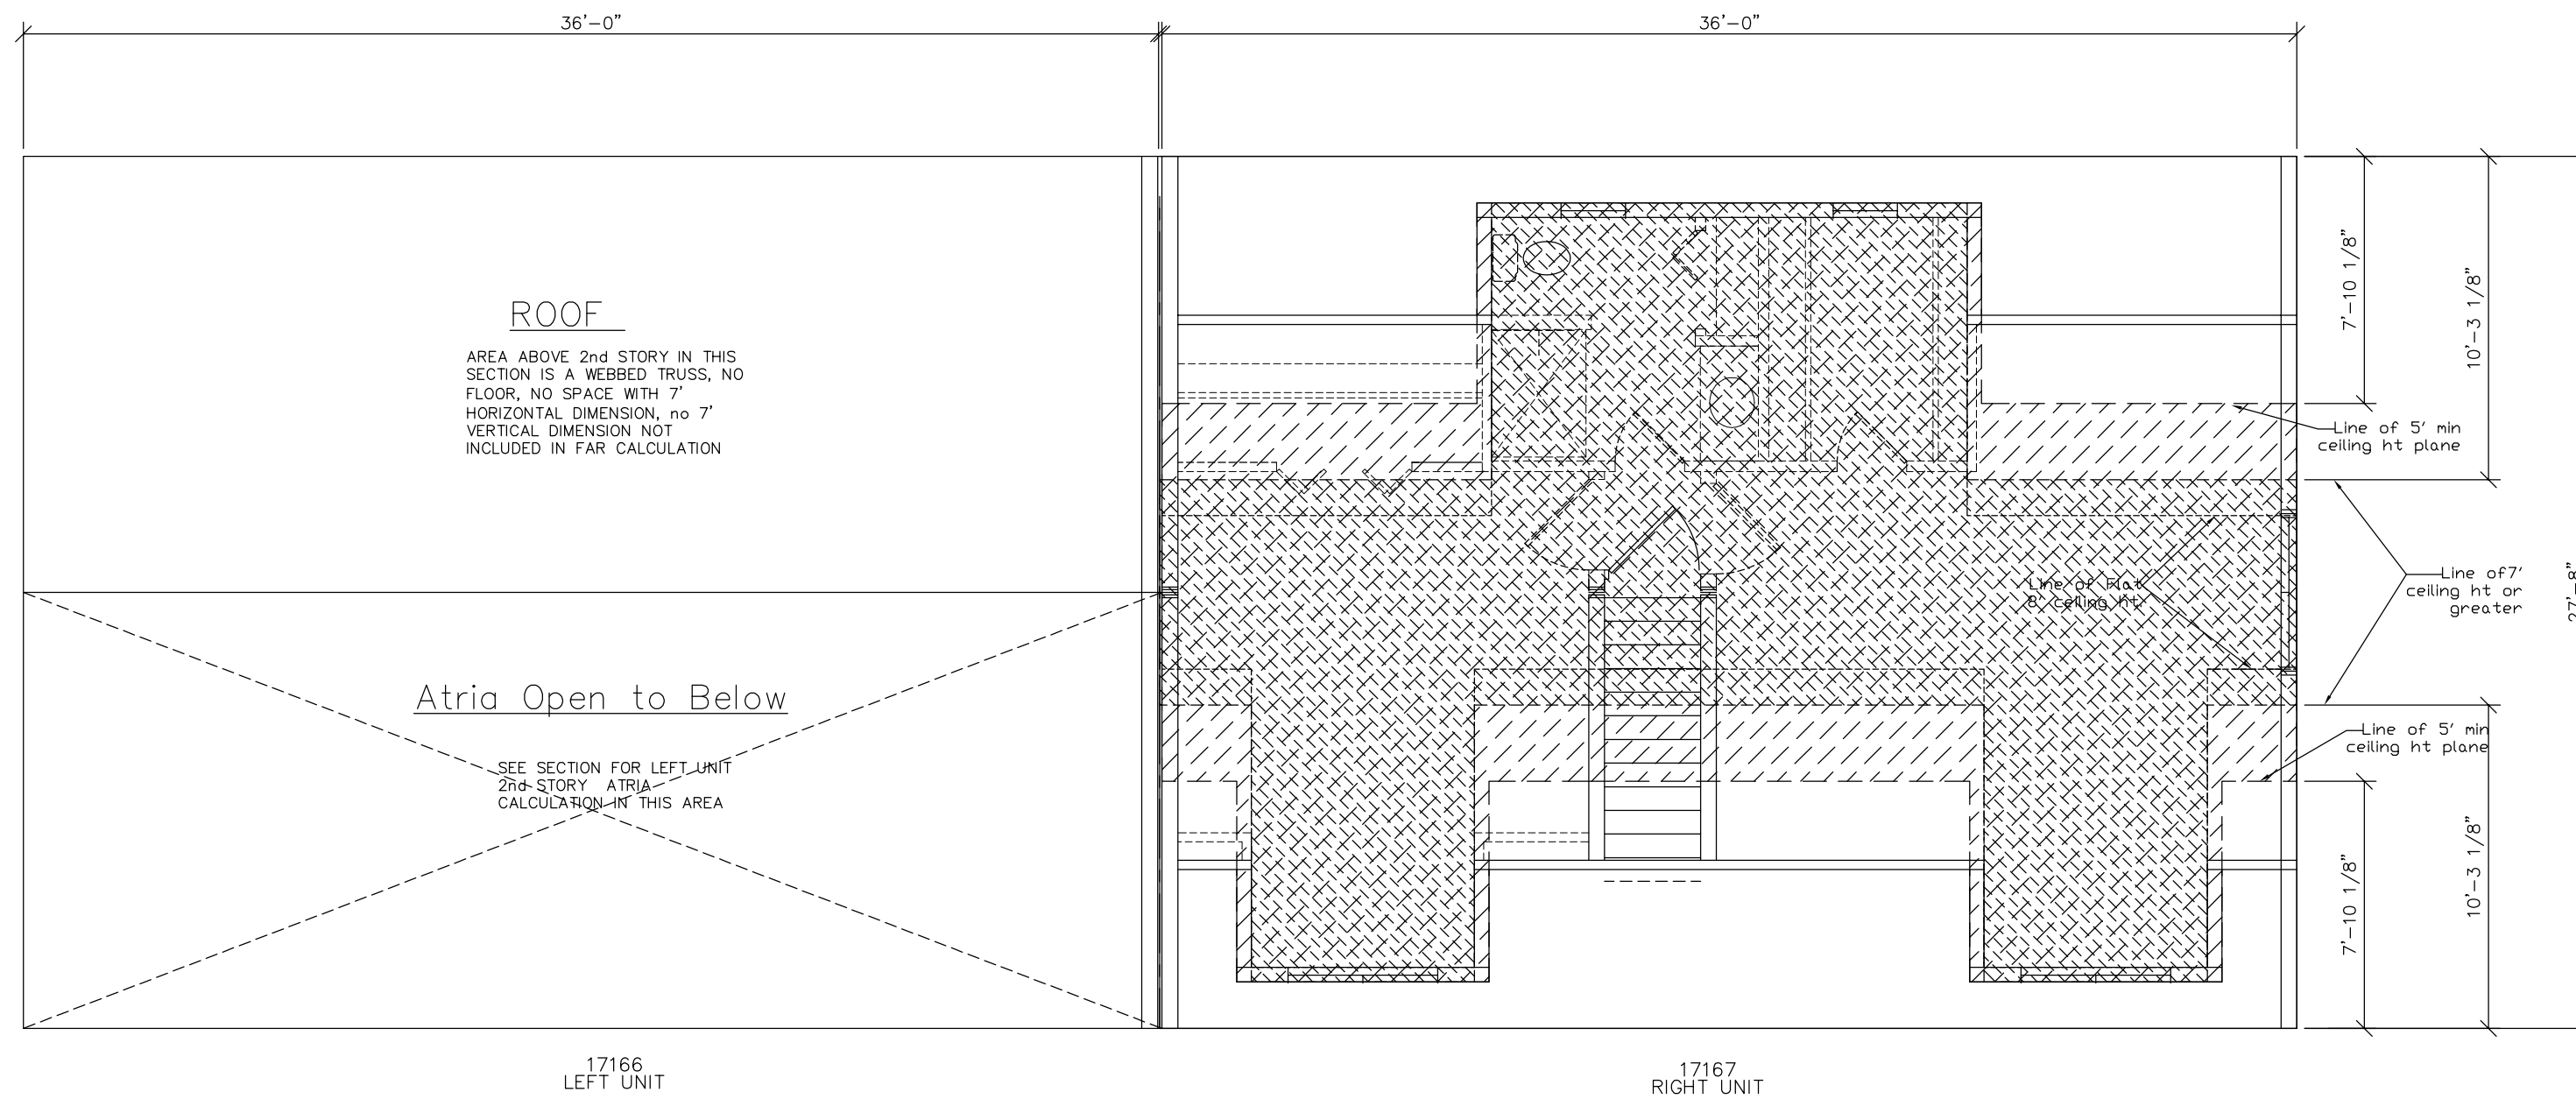 36'-0"
36'-0"
ROOF
AREA ABOVE 2nd STORY IN THIS
SECTION IS A WEBBED TRUSS, NO
FLOOR, NO SPACE WITH 7'
HORIZONTAL DIMENSION, no 7'
VERTICAL DIMENSION NOT
INCLUDED IN FAR CALCULATION
Atria Open to Below
SEE SECTION FOR LEFT UNIT
2nd STORY ATRIA
CALCULATION IN THIS AREA
7'-10 1/8"
10'-3 1/8"
Line of 5' min
ceiling ht plane
Line of Flat
8' ceiling ht
Line of7'
ceiling ht or
greater
27'-8"
Line of 5' min
ceiling ht plane
7'-10 1/8"
10'-3 1/8"
17166
LEFT UNIT
17167
RIGHT UNIT